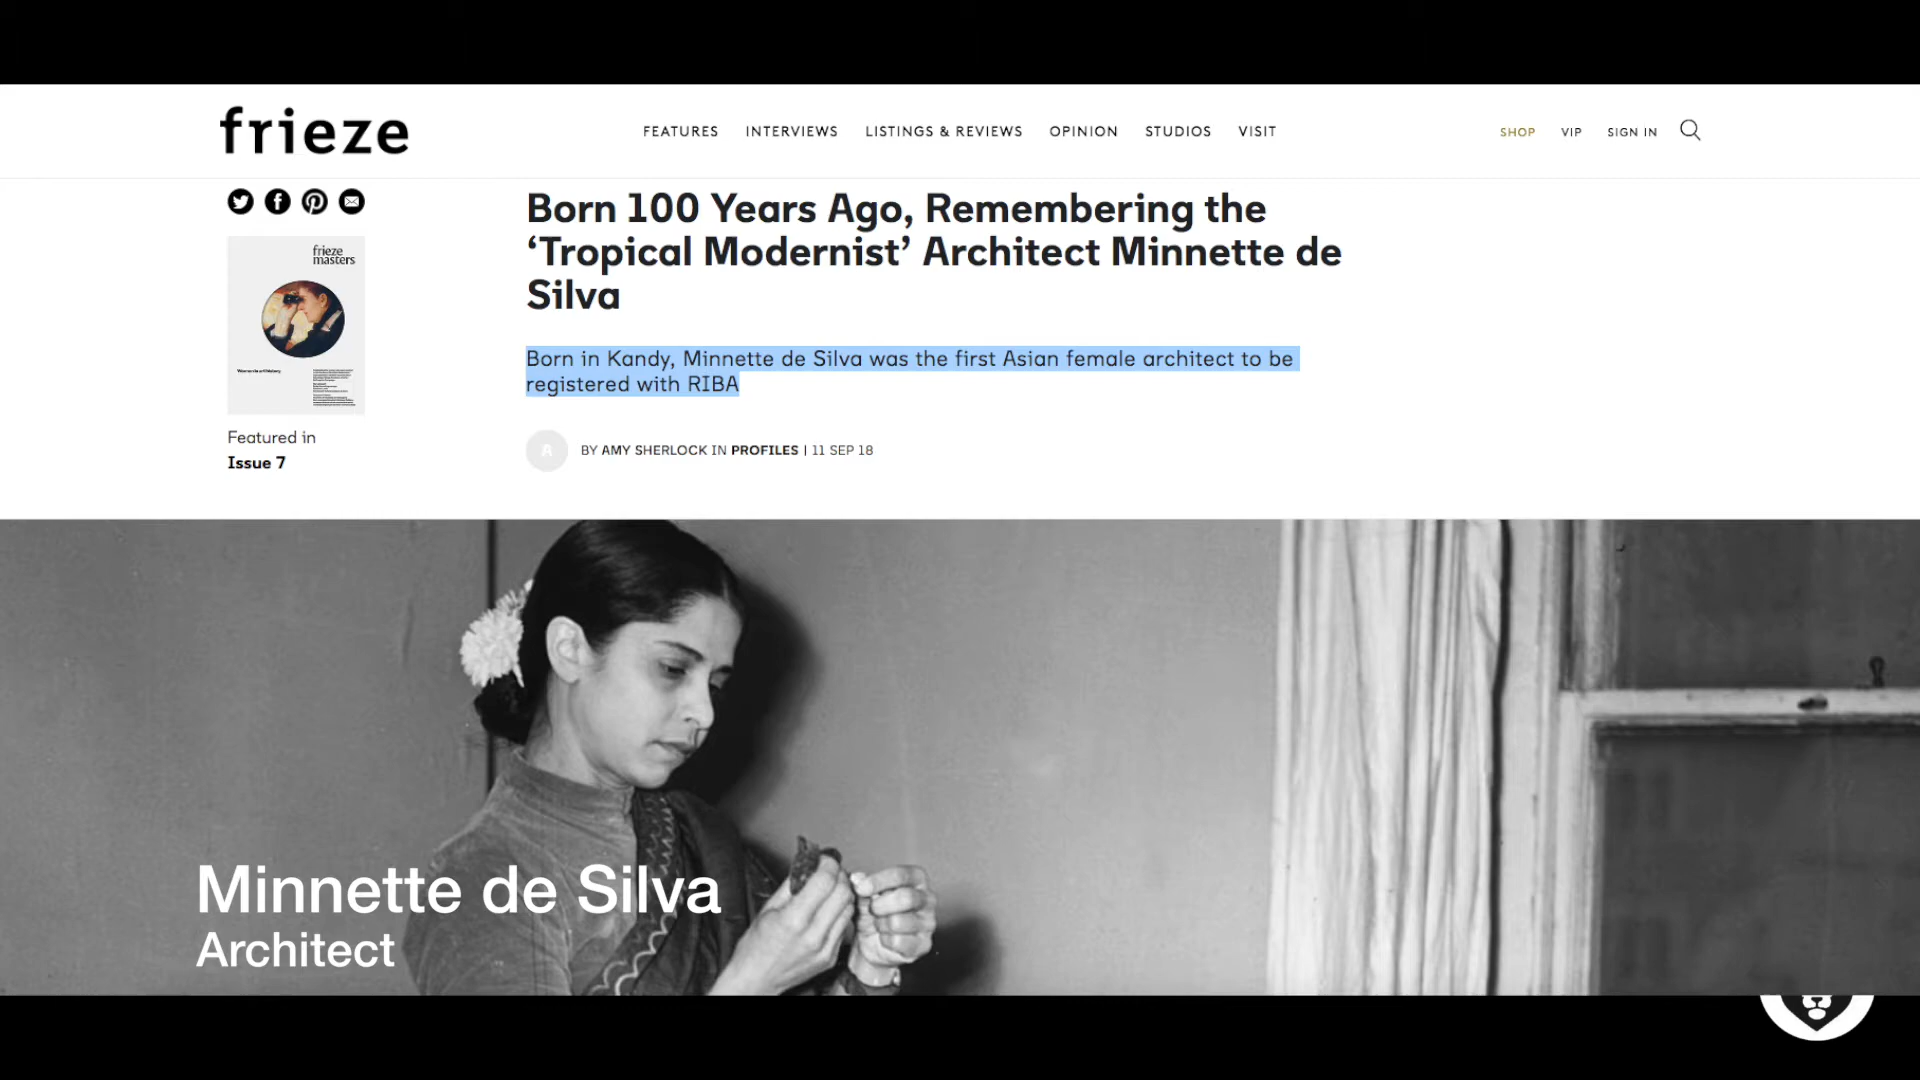 frieze
FEATURES INTERVIEWS LISTINGS & REVIEWS OPINION STUDIOS VISIT
SHOP VIP SIGN IN
frieze
masters
Featured in
Issue 7
Born 100 Years Ago, Remembering the
‘Tropical Modernist’ Architect Minnette de
Silva
Born in Kandy, Minnette de Silva was the first Asian female architect to be
registered with RIBA
A
BY AMY SHERLOCK IN PROFILES | 11 SEP 18
Minnette de Silva
Architect